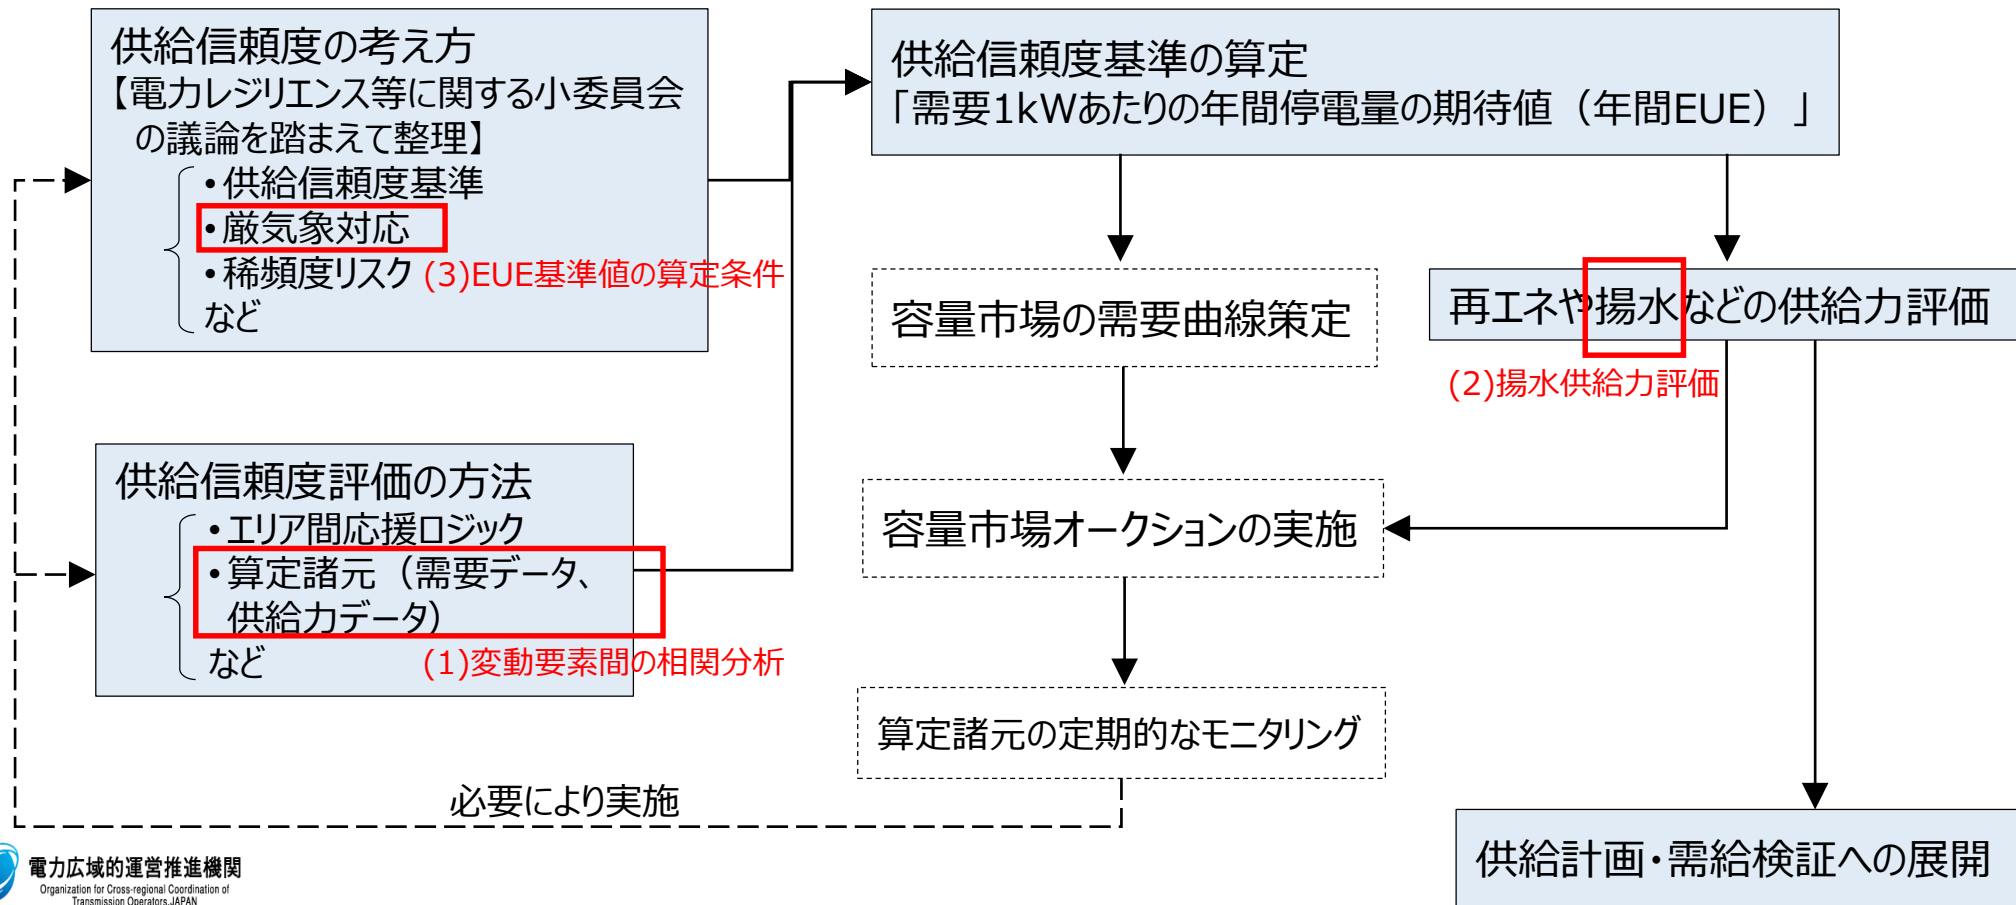 供給信頼度の考え方
【電力レジリエンス等に関する小委員会
の議論を踏まえて整理】
・供給信頼度基準
・厳気象対応
・稀頻度リスク
(3)EUE基準値の算定条件
など
供給信頼度評価の方法
・エリア間応援ロジック
・算定諸元（需要データ、
供給力データ）
など
(1)変動要素間の相関分析
供給信頼度基準の算定
「需要1kWあたりの年間停電量の期待値（年間EUE）」
容量市場の需要曲線策定
再エネや揚水などの供給力評価
(2)揚水供給力評価
容量市場オークションの実施
算定諸元の定期的なモニタリング
必要により実施
供給計画・需給検証への展開
電力広域的運営推進機関
Organization for Cross-regional Coordination of
Transmission Operators,JAPAN